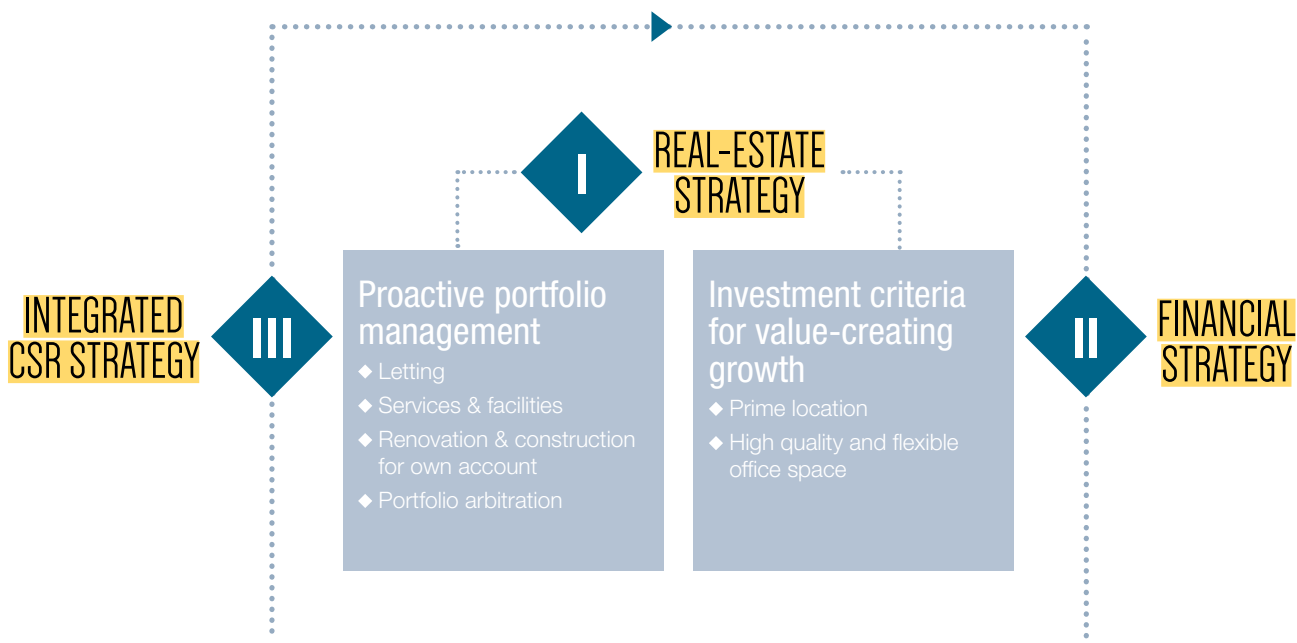 I
REAL-ESTATE
STRATEGY
INTEGRATED
CSR STRATEGY
III
Proactive portfolio
management
◆ Letting
◆ Services & facilities
◆ Renovation & construction
for own account
◆ Portfolio arbitration
Investment criteria
for value-creating
growth
◆ Prime location
◆ High quality and flexible
office space
II
FINANCIAL
STRATEGY